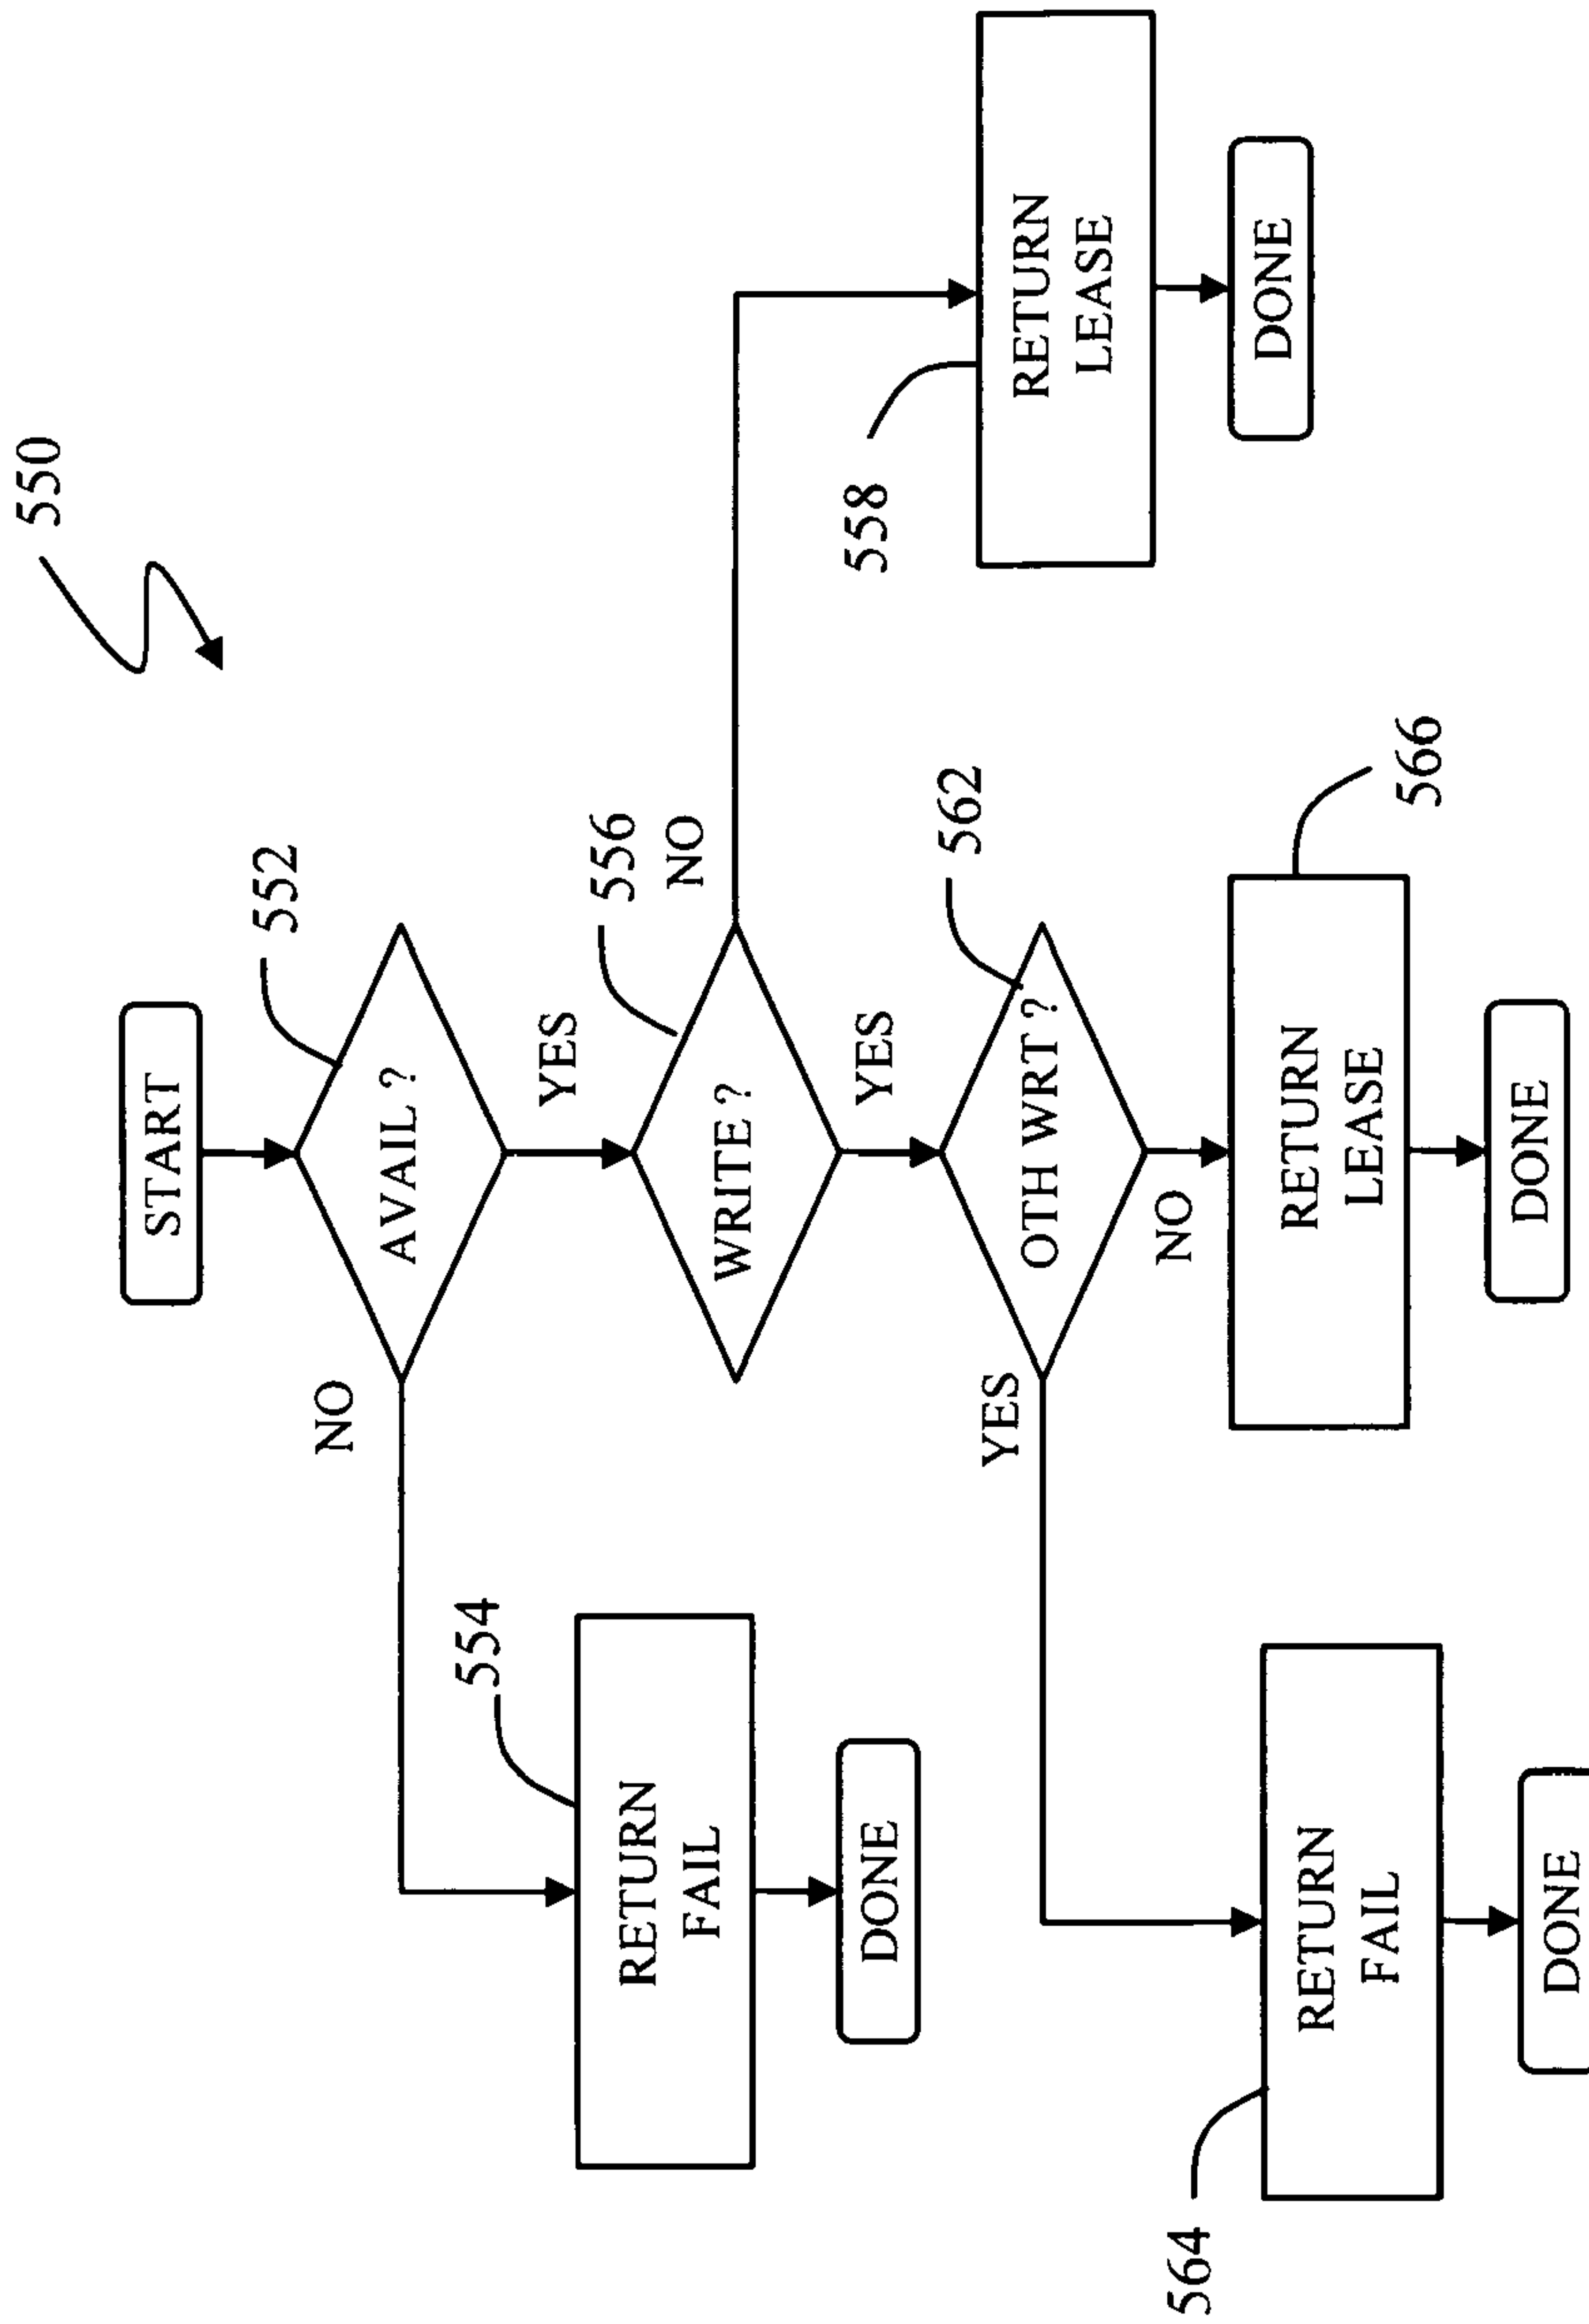 550
START
552
AVAIL ?
NO
YES
554
RETURN
FAIL
DONE
556
WRITE ?
NO
YES
558
RETURN
LEASE
DONE
562
OTH WRT ?
YES
NO
564
RETURN
FAIL
DONE
566
RETURN
LEASE
DONE